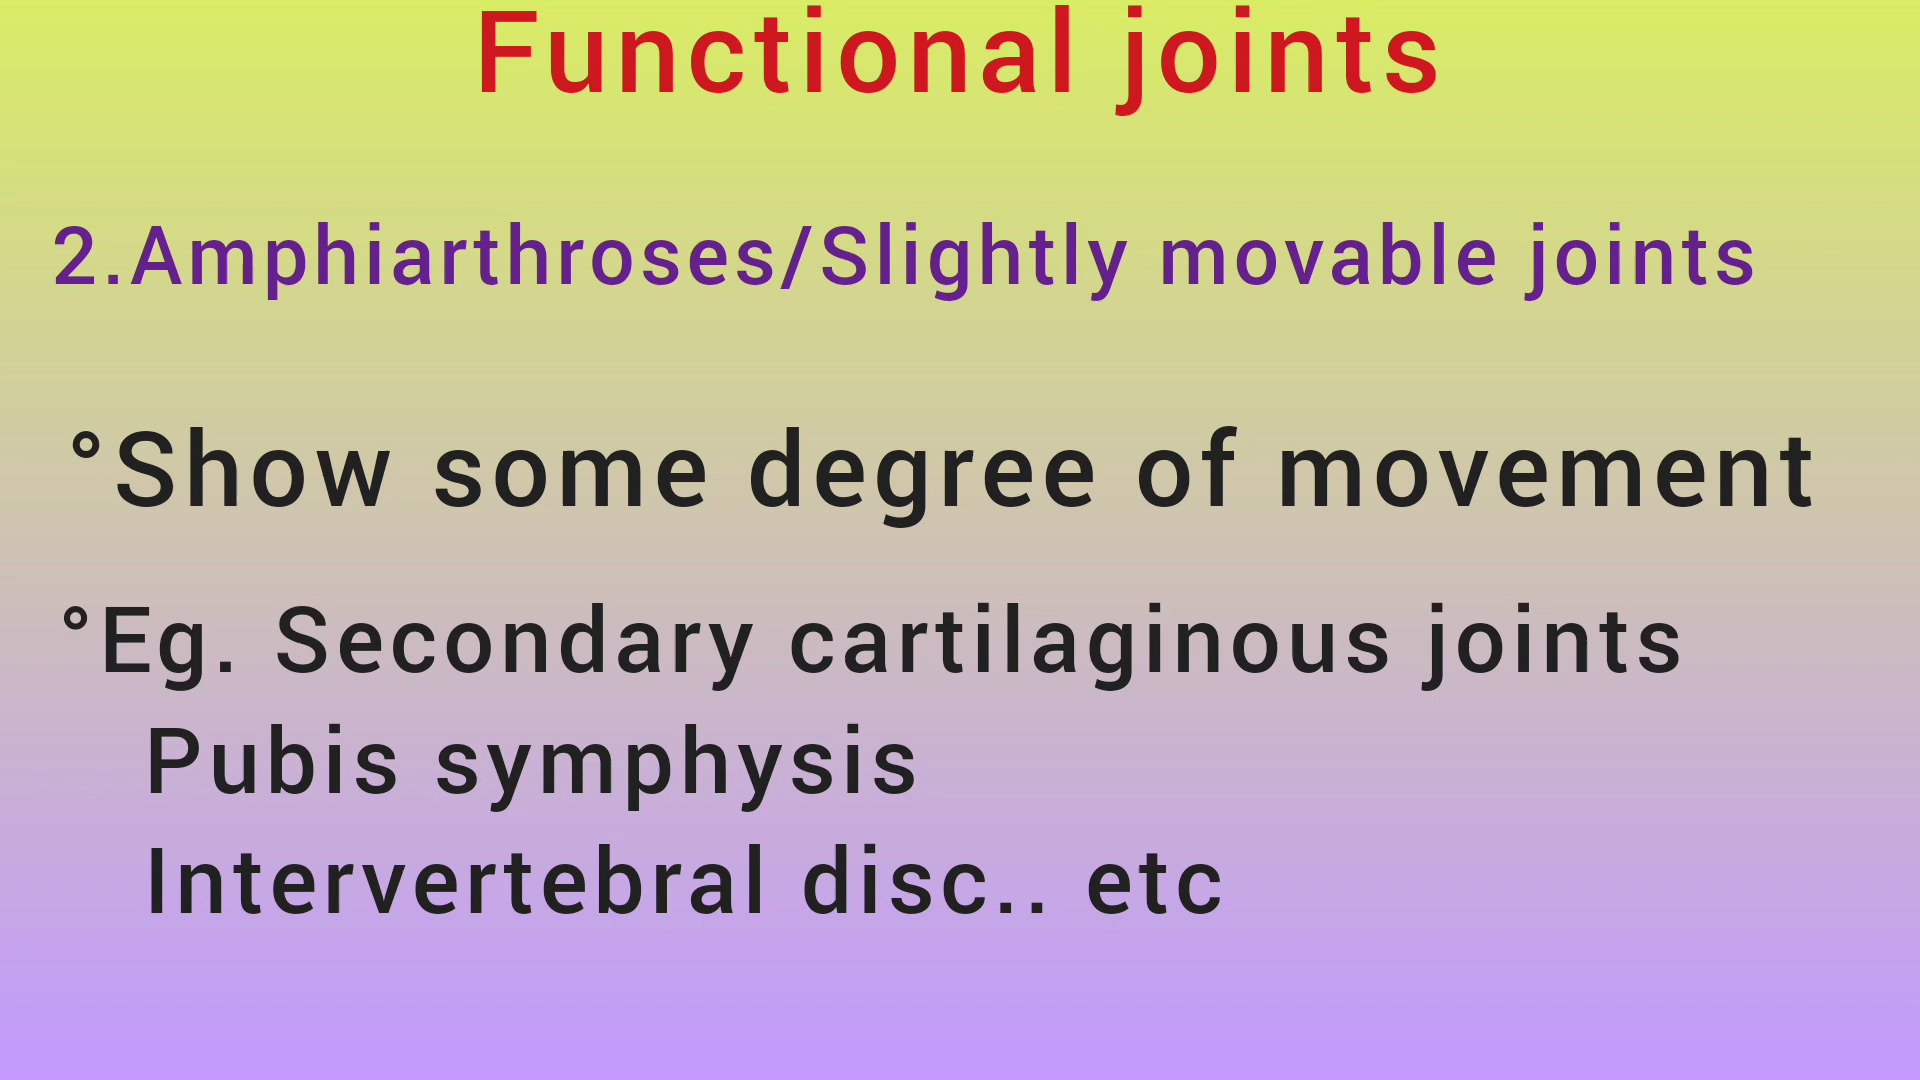 Functional joints
2.Amphiarthroses/Slightly movable joints
°Show some degree of movement
°Eg. Secondary cartilaginous joints
Pubis symphysis
Intervertebral disc.. etc